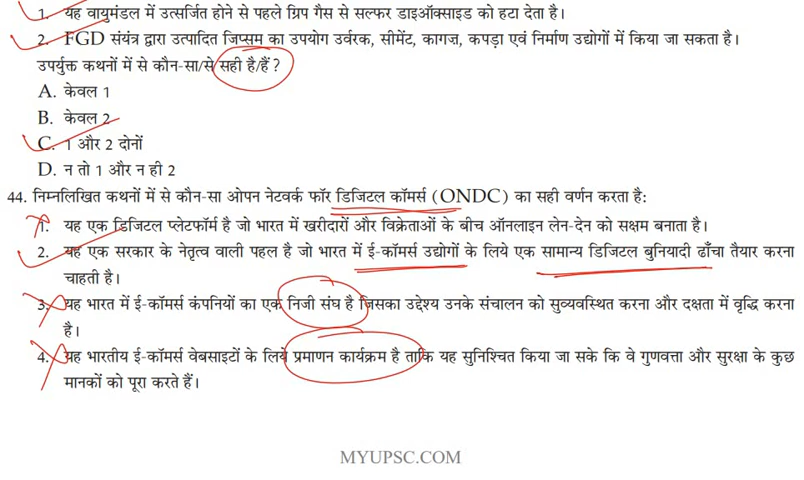 1. यह वायुमंडल में उत्सर्जित होने से पहले ग्रिप गैस से सल्फर डाइऑक्साइड को हटा देता है।
2. FGD संयंत्र द्वारा उत्पादित जिप्सम का उपयोग उर्वरक, सीमेंट, कागज, कपड़ा एवं निर्माण उद्योगों में किया जा सकता है।
उपर्युक्त कथनों में से कौन-सा/से सही है/हैं ?
A. केवल 1
B. केवल 2
C. 1 और 2 दोनों
D. न तो 1 और न ही 2
44. निम्नलिखित कथनों में से कौन-सा ओपन नेटवर्क फॉर डिजिटल कॉमर्स (ONDC) का सही वर्णन करता है:
1. यह एक डिजिटल प्लेटफॉर्म है जो भारत में खरीदारों और विक्रेताओं के बीच ऑनलाइन लेन-देन को सक्षम बनाता है।
2. यह एक सरकार के नेतृत्व वाली पहल है जो भारत में ई-कॉमर्स उद्योगों के लिये एक सामान्य डिजिटल बुनियादी ढाँचा तैयार करना
चाहती है।
3. यह भारत में ई-कॉमर्स कंपनियों का एक निजी संघ है जिसका उद्देश्य उनके संचालन को सुव्यवस्थित करना और दक्षता में वृद्धि करना
है।
4. यह भारतीय ई-कॉमर्स वेबसाइटों के लिये प्रमाणन कार्यक्रम है ताकि यह सुनिश्चित किया जा सके कि वे गुणवत्ता और सुरक्षा के कुछ
मानकों को पूरा करते हैं।
MYUPSC.COM